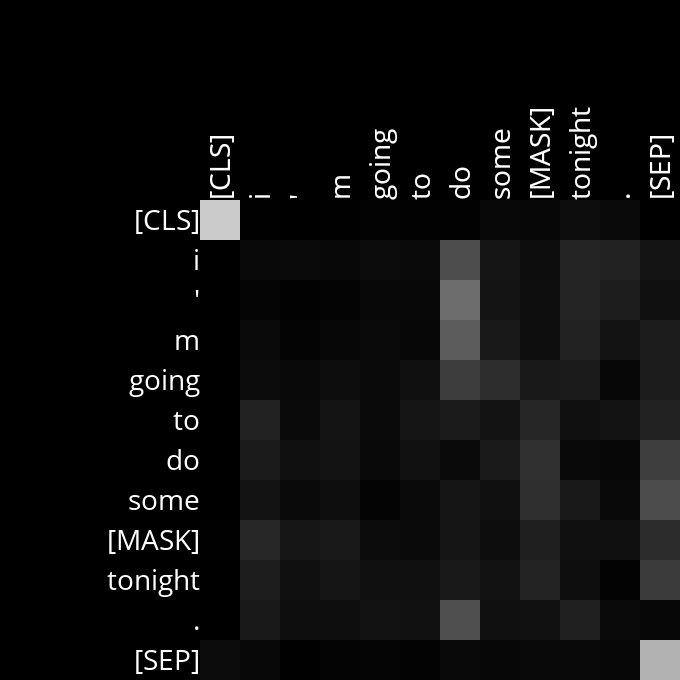 [CLS] i ' m going to do some [MASK] tonight . [SEP]
[CLS]
i
'
m
going
to
do
some
[MASK]
tonight
.
[SEP]